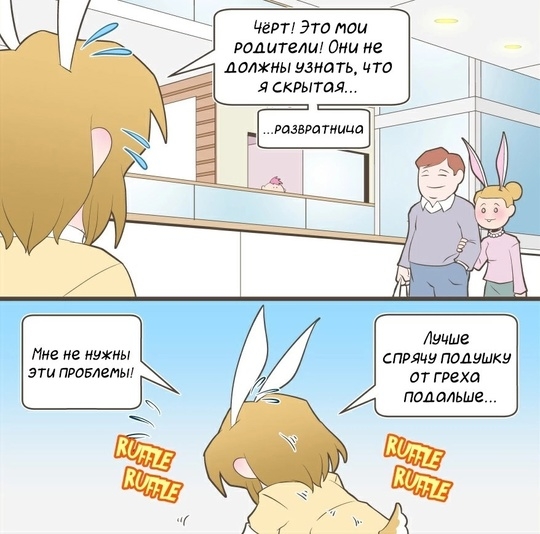 Чёрт! Это мои
родители! Они не
должны узнать, что
я скрытая...
...развратница
Мне не нужны
эти проблемы!
Лучше
спрячу подушку
от греха
подальше...
RUFFLE
RUFFLE
RUFFLE
RUFFLE